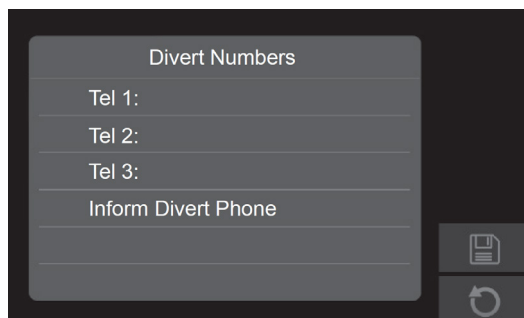 Divert Numbers
Tel 1:
Tel 2:
Tel 3:
Inform Divert Phone